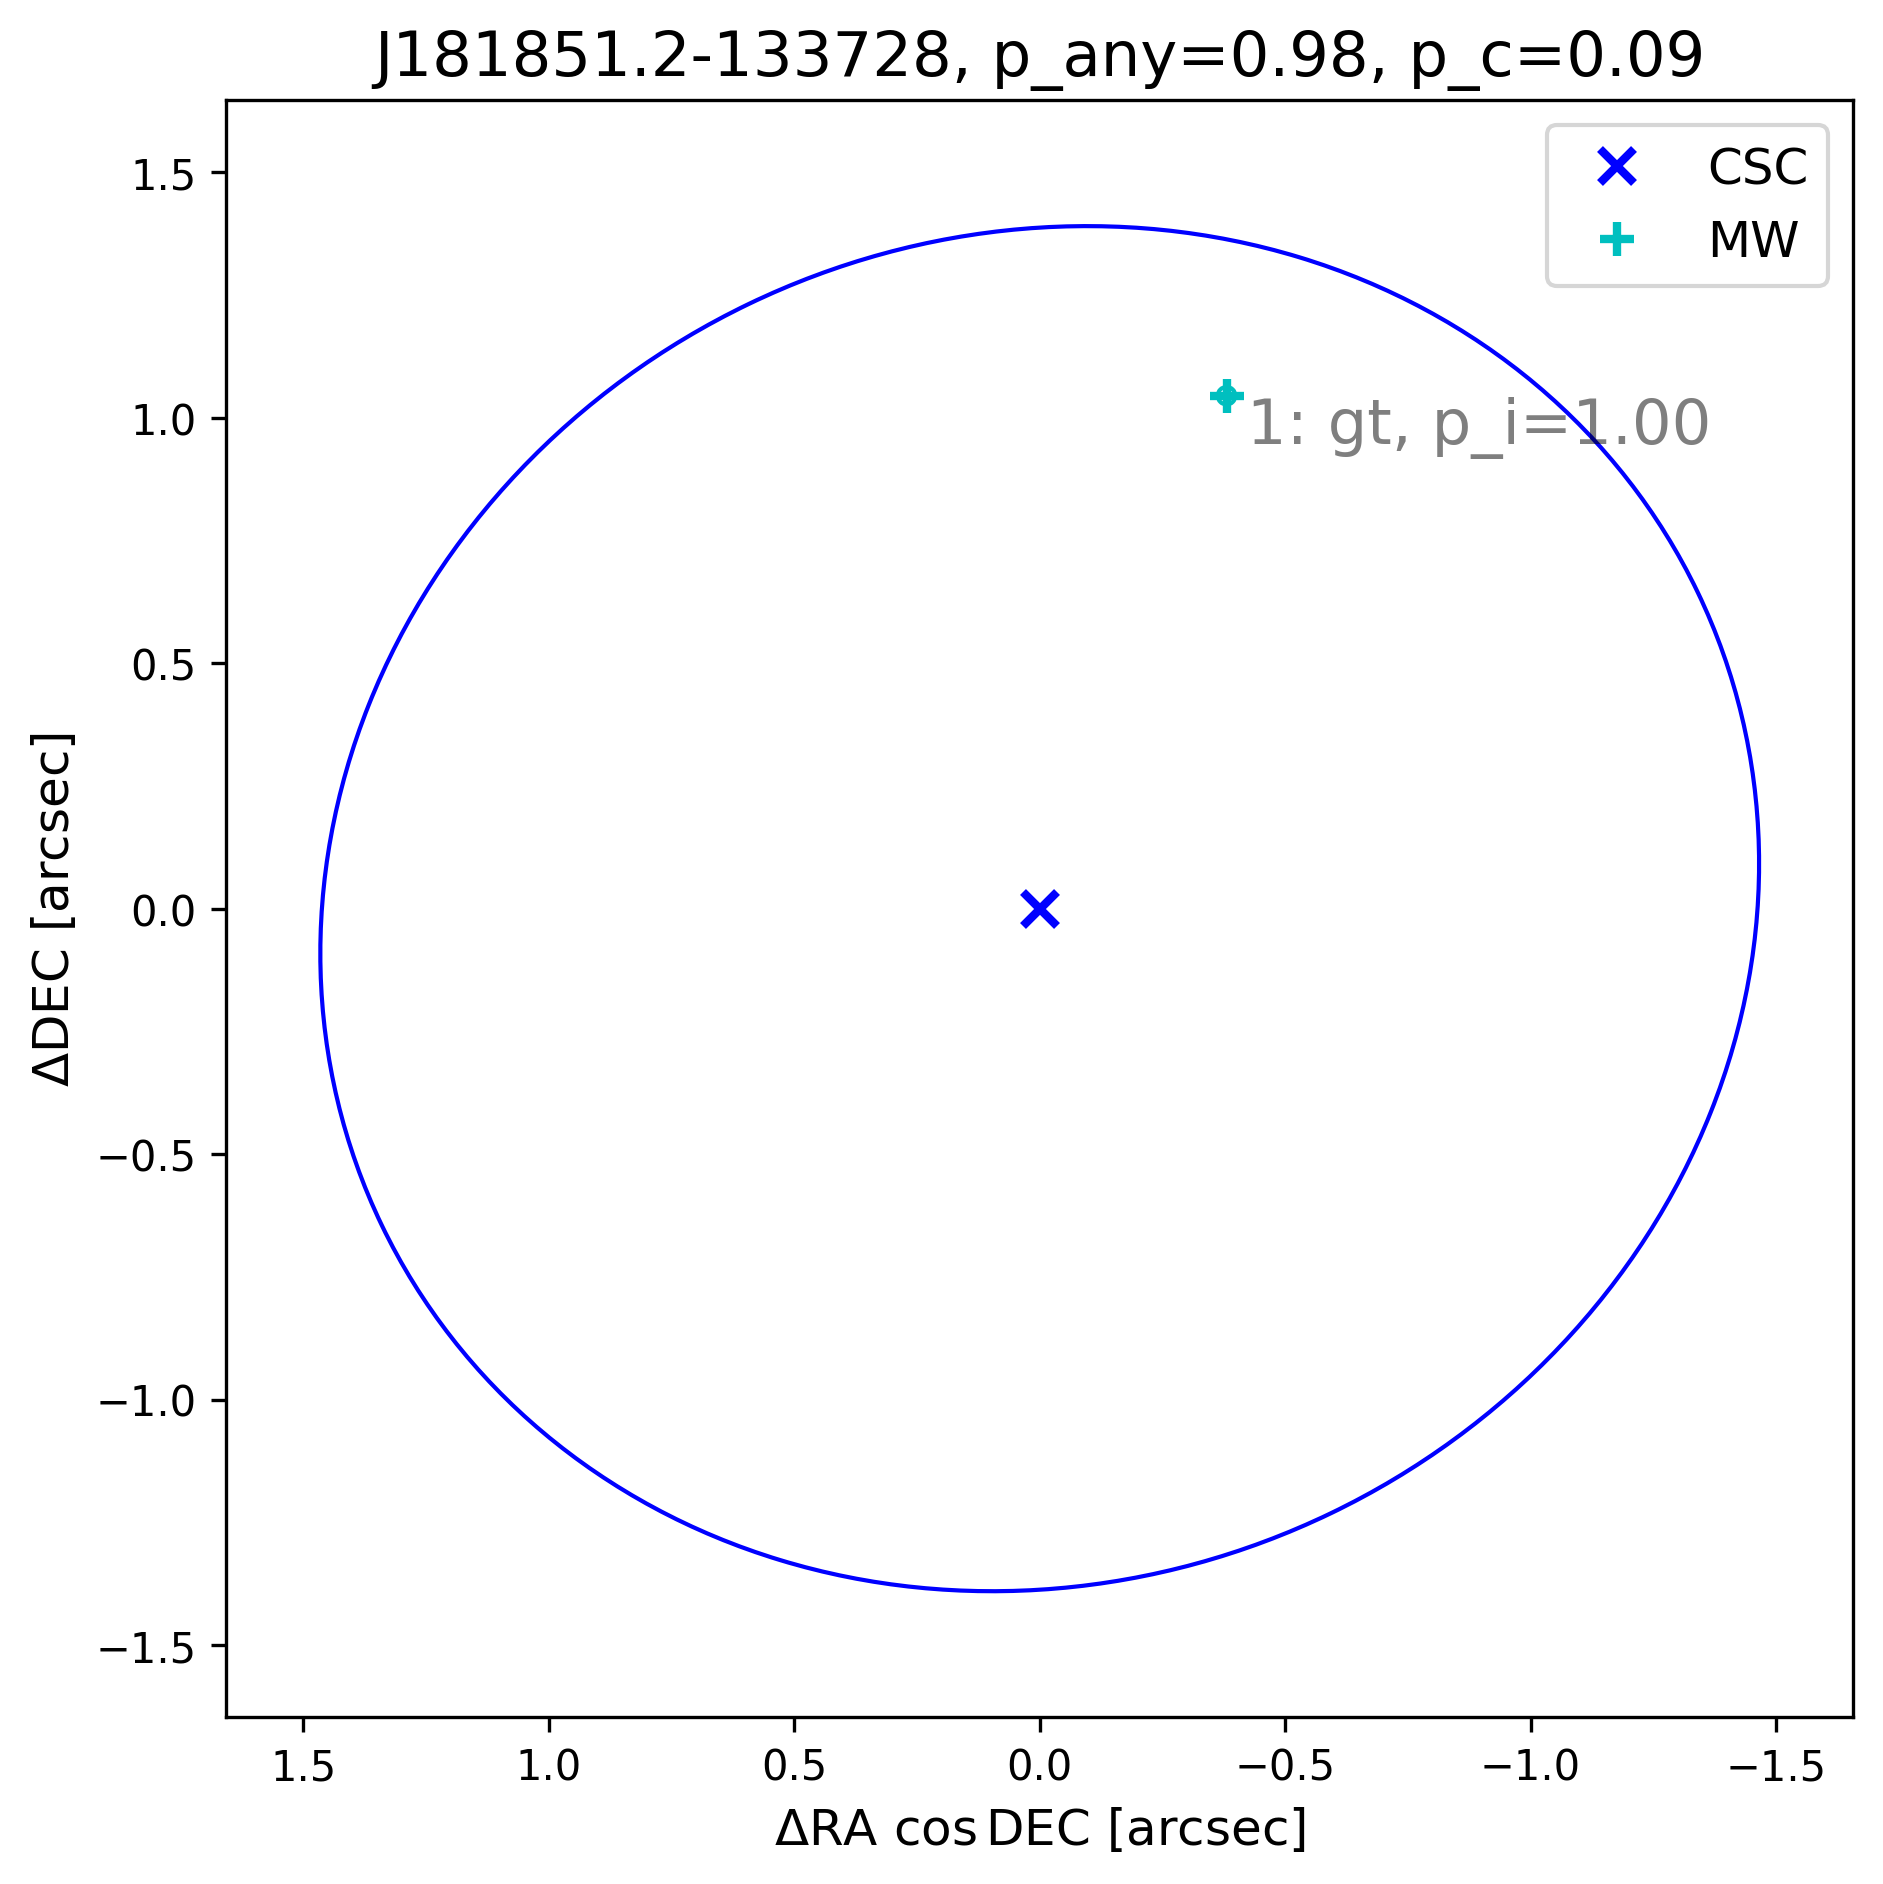 J181851.2-133728, p_any=0.98, p_c=0.09
CSC
MW
1: gt, p_i=1.00
ΔDEC [arcsec]
1.5
1.0
0.5
0.0
−0.5
−1.0
−1.5
1.5 1.0 0.5 0.0 −0.5 −1.0 −1.5
ΔRA cos DEC [arcsec]